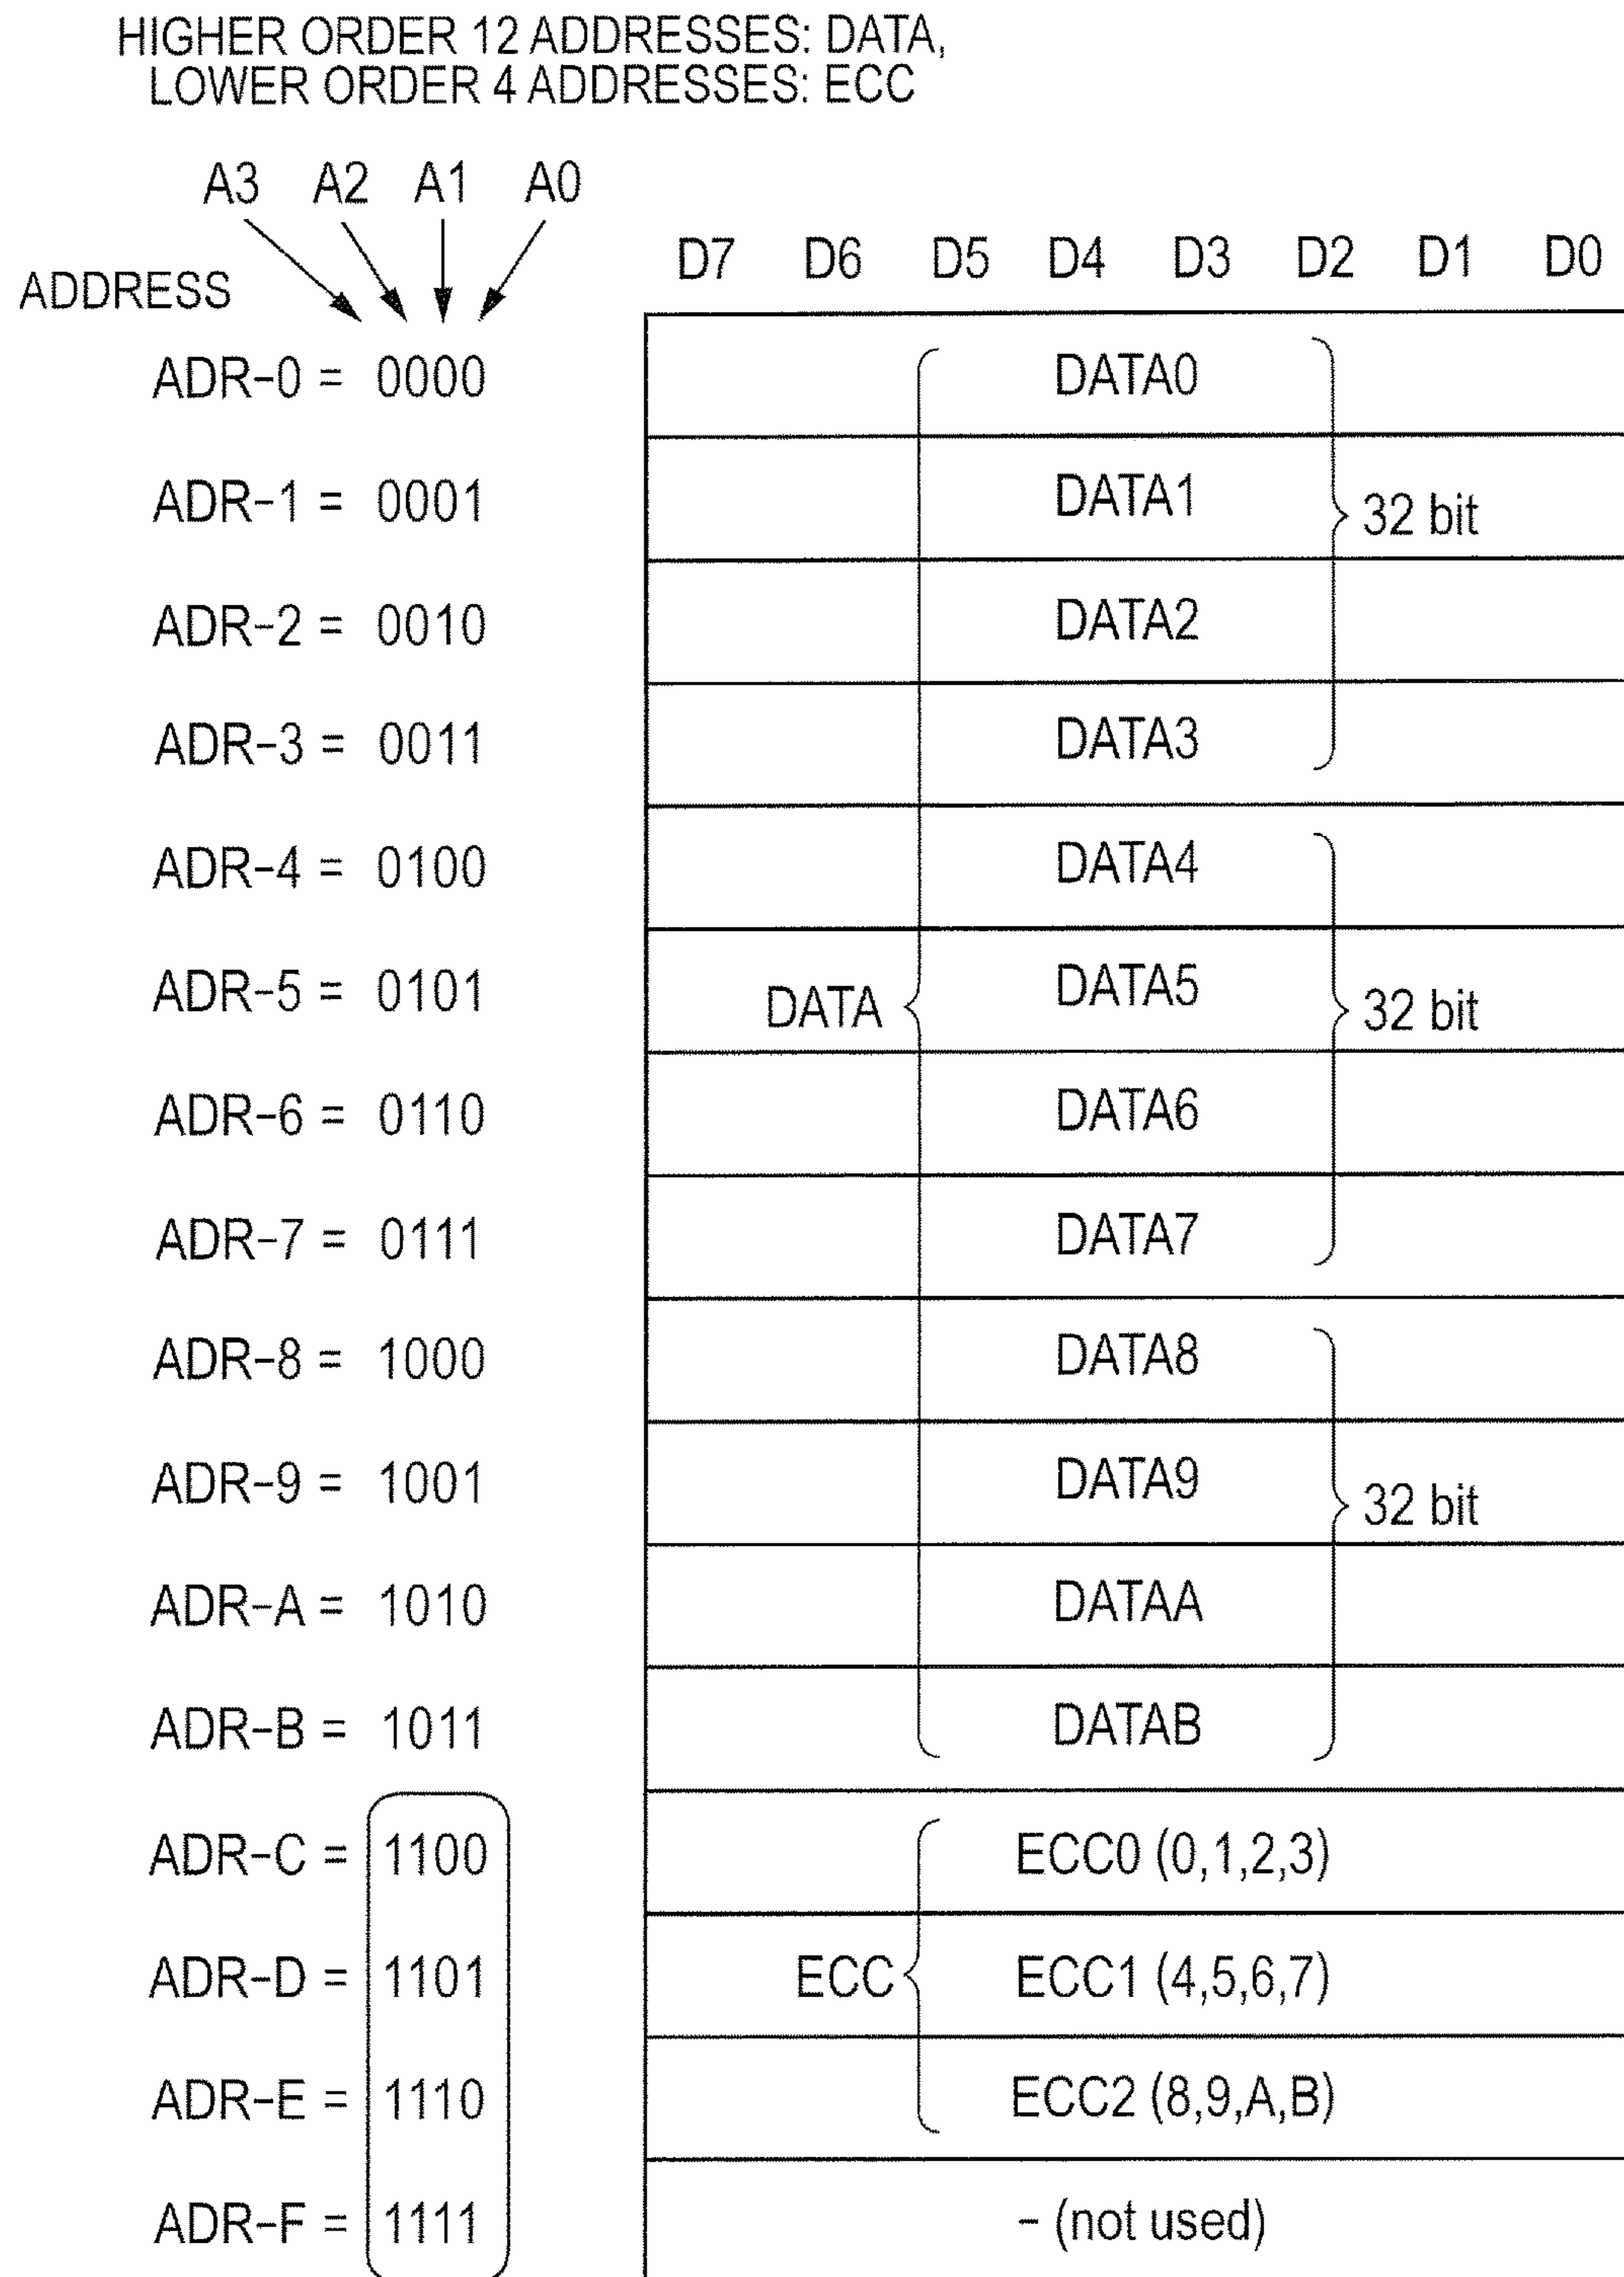 HIGHER ORDER 12 ADDRESSES: DATA,
LOWER ORDER 4 ADDRESSES: ECC
A3 A2 A1 A0
ADDRESS D7 D6 D5 D4 D3 D2 D1 D0
ADR-0 = 0000 DATA0
ADR-1 = 0001 DATA1 32 bit
ADR-2 = 0010 DATA2
ADR-3 = 0011 DATA3
ADR-4 = 0100 DATA4
ADR-5 = 0101 DATA DATA5 32 bit
ADR-6 = 0110 DATA6
ADR-7 = 0111 DATA7
ADR-8 = 1000 DATA8
ADR-9 = 1001 DATA9 32 bit
ADR-A = 1010 DATAA
ADR-B = 1011 DATAB
ADR-C = 1100 ECC0 (0,1,2,3)
ADR-D = 1101 ECC ECC1 (4,5,6,7)
ADR-E = 1110 ECC2 (8,9,A,B)
ADR-F = 1111 - (not used)